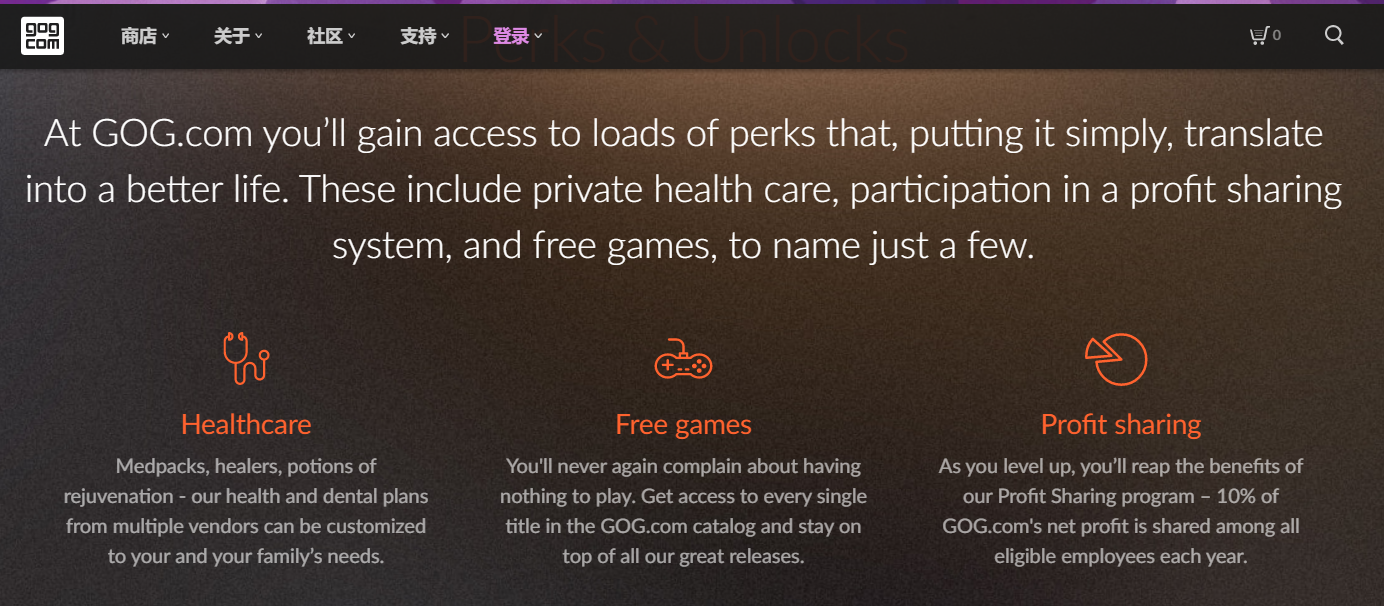 gog
com
商店 关于 社区 支持 登录 0
Perks & Unlocks
At GOG.com you’ll gain access to loads of perks that, putting it simply, translate
into a better life. These include private health care, participation in a profit sharing
system, and free games, to name just a few.
Healthcare
Medpacks, healers, potions of
rejuvenation - our health and dental plans
from multiple vendors can be customized
to your and your family’s needs.
Free games
You'll never again complain about having
nothing to play. Get access to every single
title in the GOG.com catalog and stay on
top of all our great releases.
Profit sharing
As you level up, you’ll reap the benefits of
our Profit Sharing program – 10% of
GOG.com's net profit is shared among all
eligible employees each year.